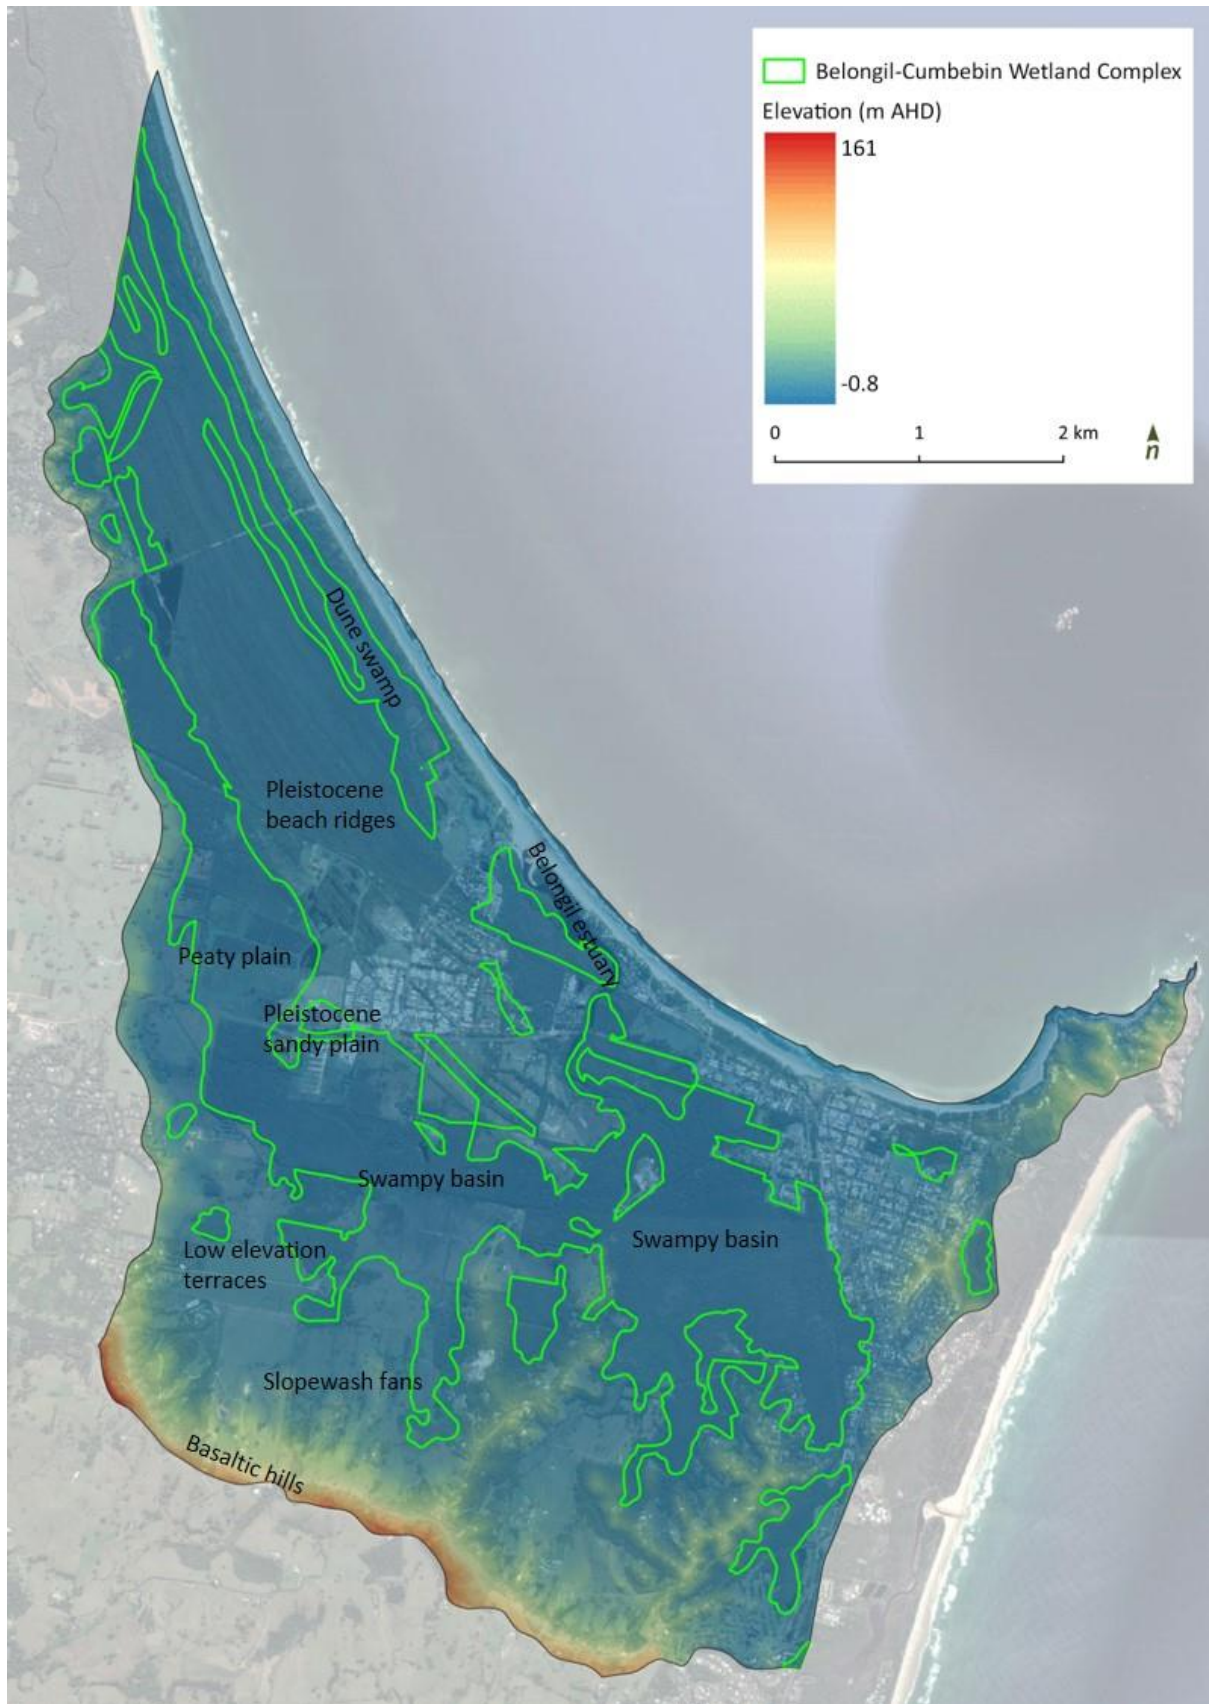 Belongil-Cumbebin Wetland Complex
Elevation (m AHD)
161
-0.8
0 1 2 km
n
Dune swamp
Pleistocene
beach ridges
Belongil estuary
Peaty plain
Pleistocene
sandy plain
Swampy basin
Swampy basin
Low elevation
terraces
Slopewash fans
Basaltic hills